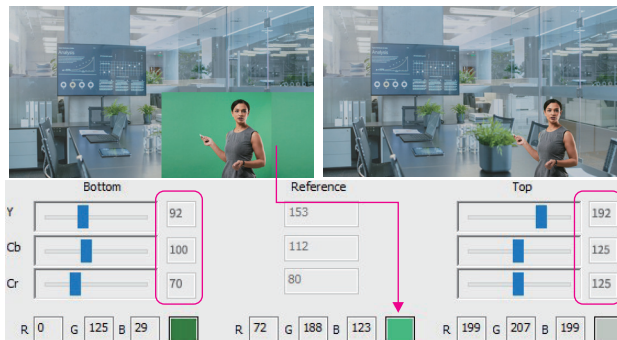 Analysis
Bottom Reference Top
Y 92 153 192
Cb 100 112 125
Cr 70 80 125
R 0 G 125 B 29 R 72 G 188 B 123 R 199 G 207 B 199